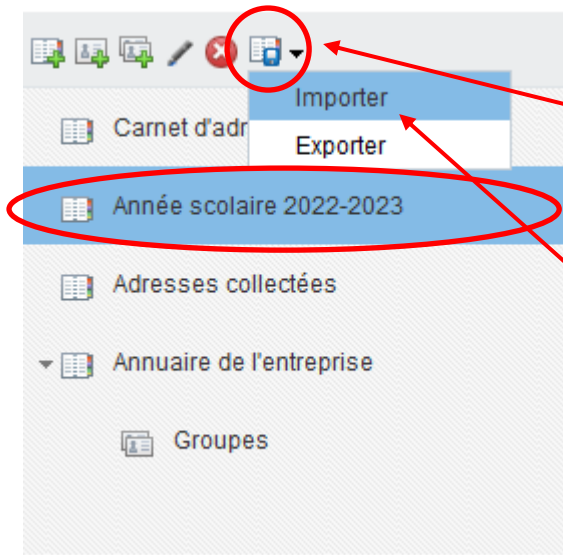 Importer
Carnet d'adr
Exporter
Année scolaire 2022-2023
Adresses collectées
Annuaire de l'entreprise
Groupes